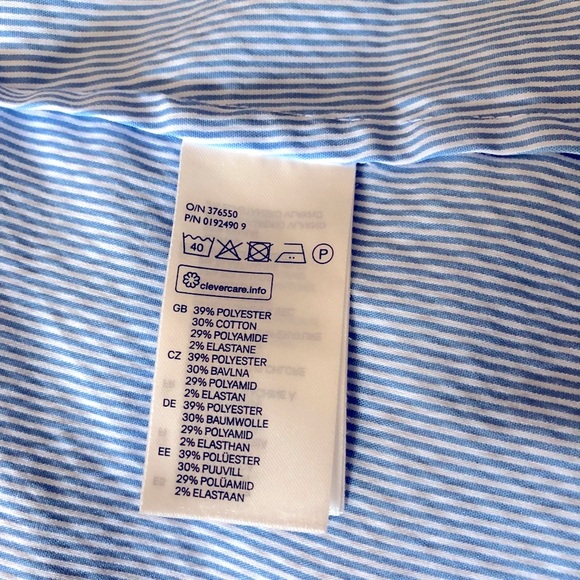 O/N 376550
P/N 0192490 9
40 P
clevercare.info
GB 39% POLYESTER
30% COTTON
29% POLYAMIDE
2% ELASTANE
CZ 39% POLYESTER
30% BAVLNA
29% POLYAMID
2% ELASTAN
DE 39% POLYESTER
30% BAUMWOLLE
29% POLYAMID
2% ELASTHAN
EE 39% POLÜESTER
30% PUUVILL
29% POLÜAMIID
2% ELASTAAN